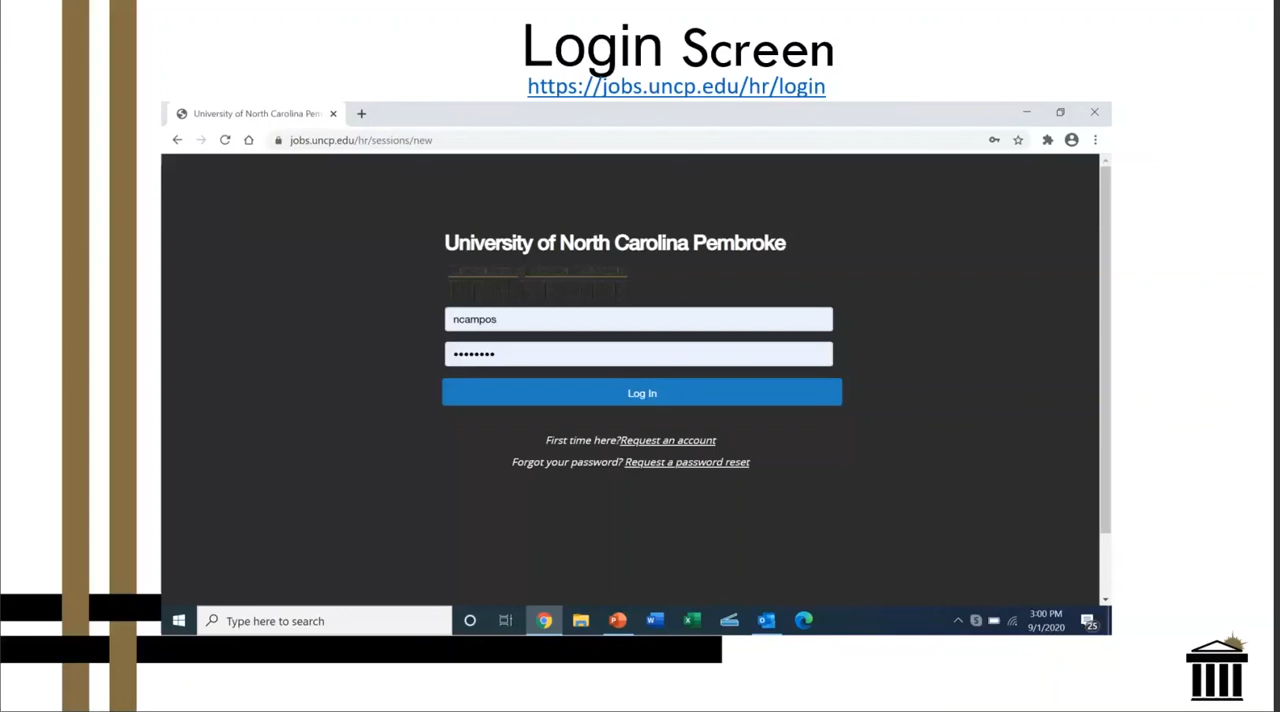 Login Screen
https://jobs.uncp.edu/hr/login
University of North Carolina Pem
jobs.uncp.edu/hr/sessions/new
University of North Carolina Pembroke
ncampos
••••••••
Log In
First time here?Request an account
Forgot your password? Request a password reset
Type here to search
3:00 PM
9/1/2020
25